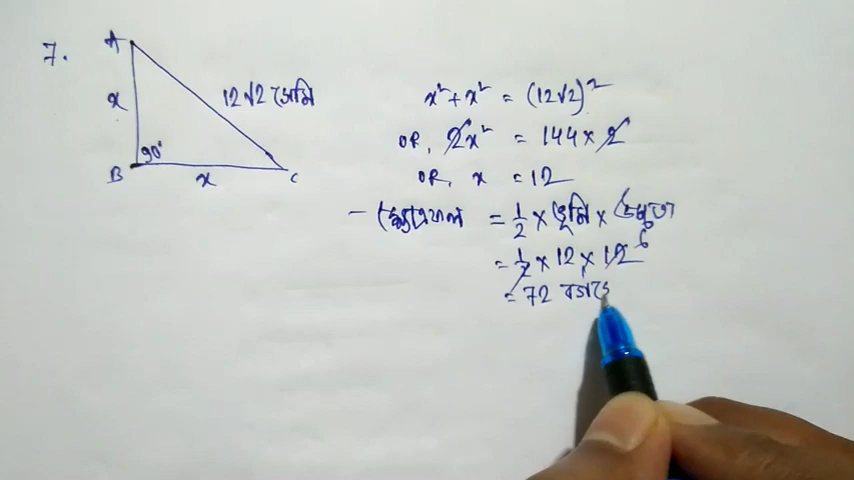 7.
A
x
12√2 সেমি
90°
B
x
C
x² + x² = (12√2)²
OR, 2x² = 144 × 2
OR, x = 12
– ক্ষেত্রফল = 1/2 × ভূমি × উচ্চতা
= 1/2 × 12 × 12 6
= 72 বর্গসে